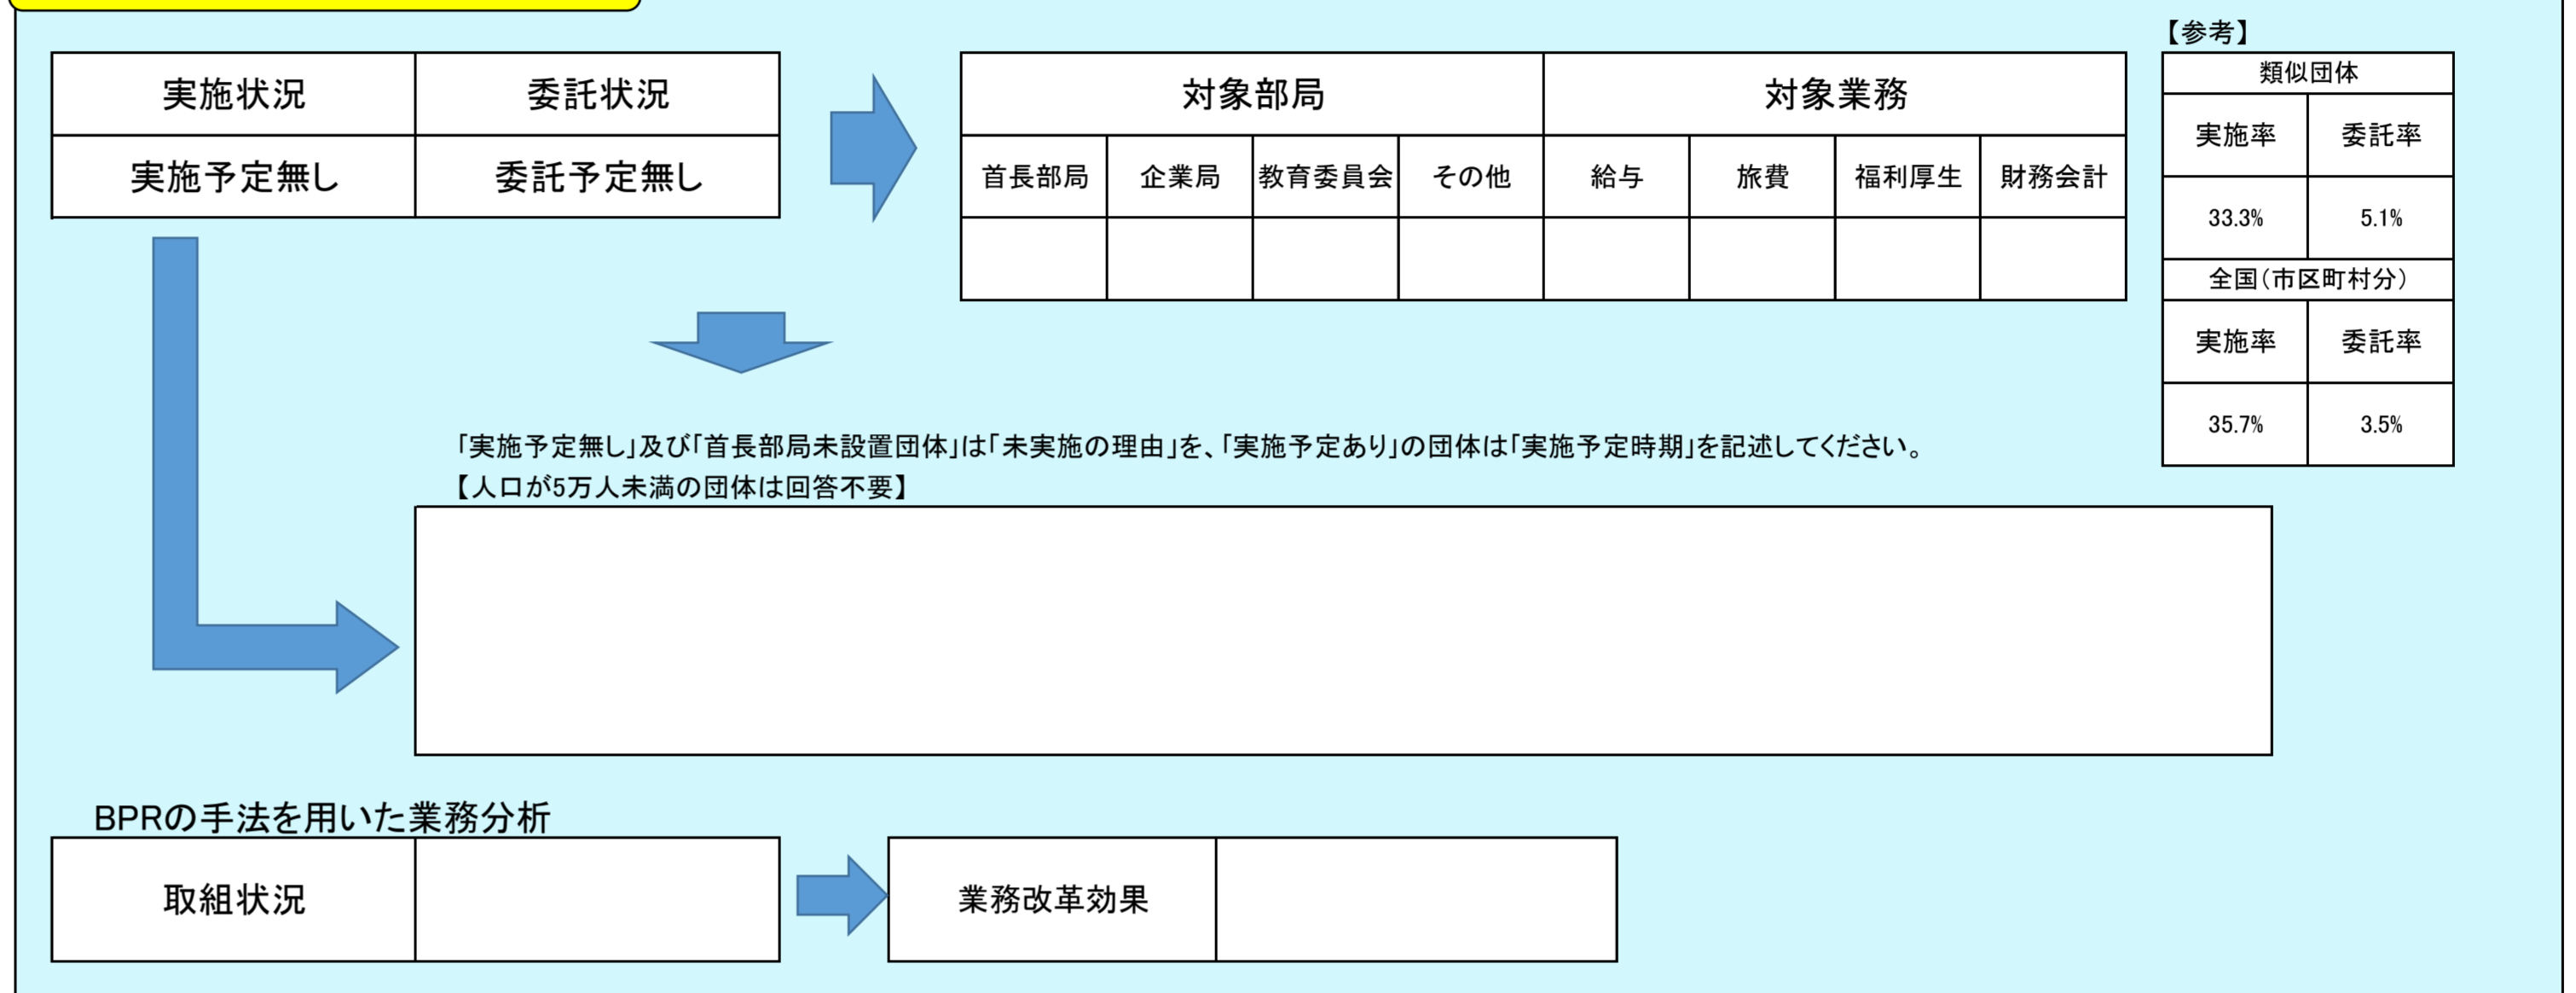 【参考】
実施状況 委託状況
実施予定無し 委託予定無し
対象部局 対象業務
首長部局 企業局 教育委員会 その他 給与 旅費 福利厚生 財務会計
類似団体
実施率 委託率
33.3% 5.1%
全国（市区町村分）
実施率 委託率
35.7% 3.5%
「実施予定無し」及び「首長部局未設置団体」は「未実施の理由」を、「実施予定あり」の団体は「実施予定時期」を記述してください。
【人口が5万人未満の団体は回答不要】
BPRの手法を用いた業務分析
取組状況
業務改革効果